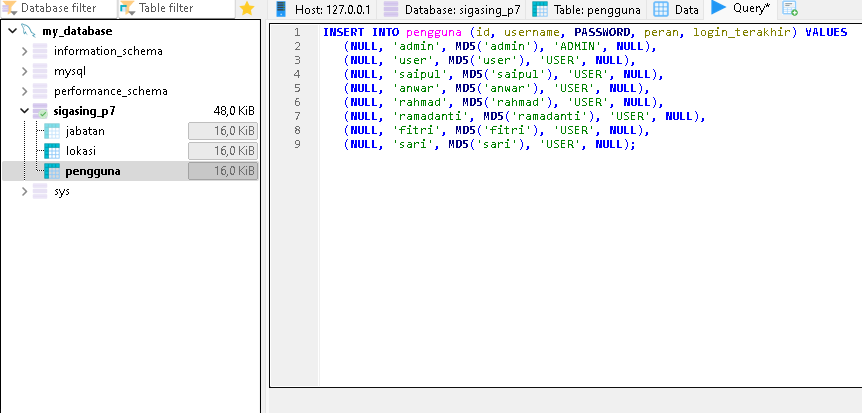 Database filter
Table filter
my_database
information_schema
mysql
performance_schema
sigasing_p7 48,0 KiB
jabatan 16,0 KiB
lokasi 16,0 KiB
pengguna 16,0 KiB
sys
Host: 127.0.0.1 Database: sigasing_p7 Table: pengguna Data Query*
1 INSERT INTO pengguna (id, username, PASSWORD, peran, login_terakhir) VALUES
2 (NULL, 'admin', MD5('admin'), 'ADMIN', NULL),
3 (NULL, 'user', MD5('user'), 'USER', NULL),
4 (NULL, 'saipul', MD5('saipul'), 'USER', NULL),
5 (NULL, 'anwar', MD5('anwar'), 'USER', NULL),
6 (NULL, 'rahmad', MD5('rahmad'), 'USER', NULL),
7 (NULL, 'ramadanti', MD5('ramadanti'), 'USER', NULL),
8 (NULL, 'fitri', MD5('fitri'), 'USER', NULL),
9 (NULL, 'sari', MD5('sari'), 'USER', NULL);